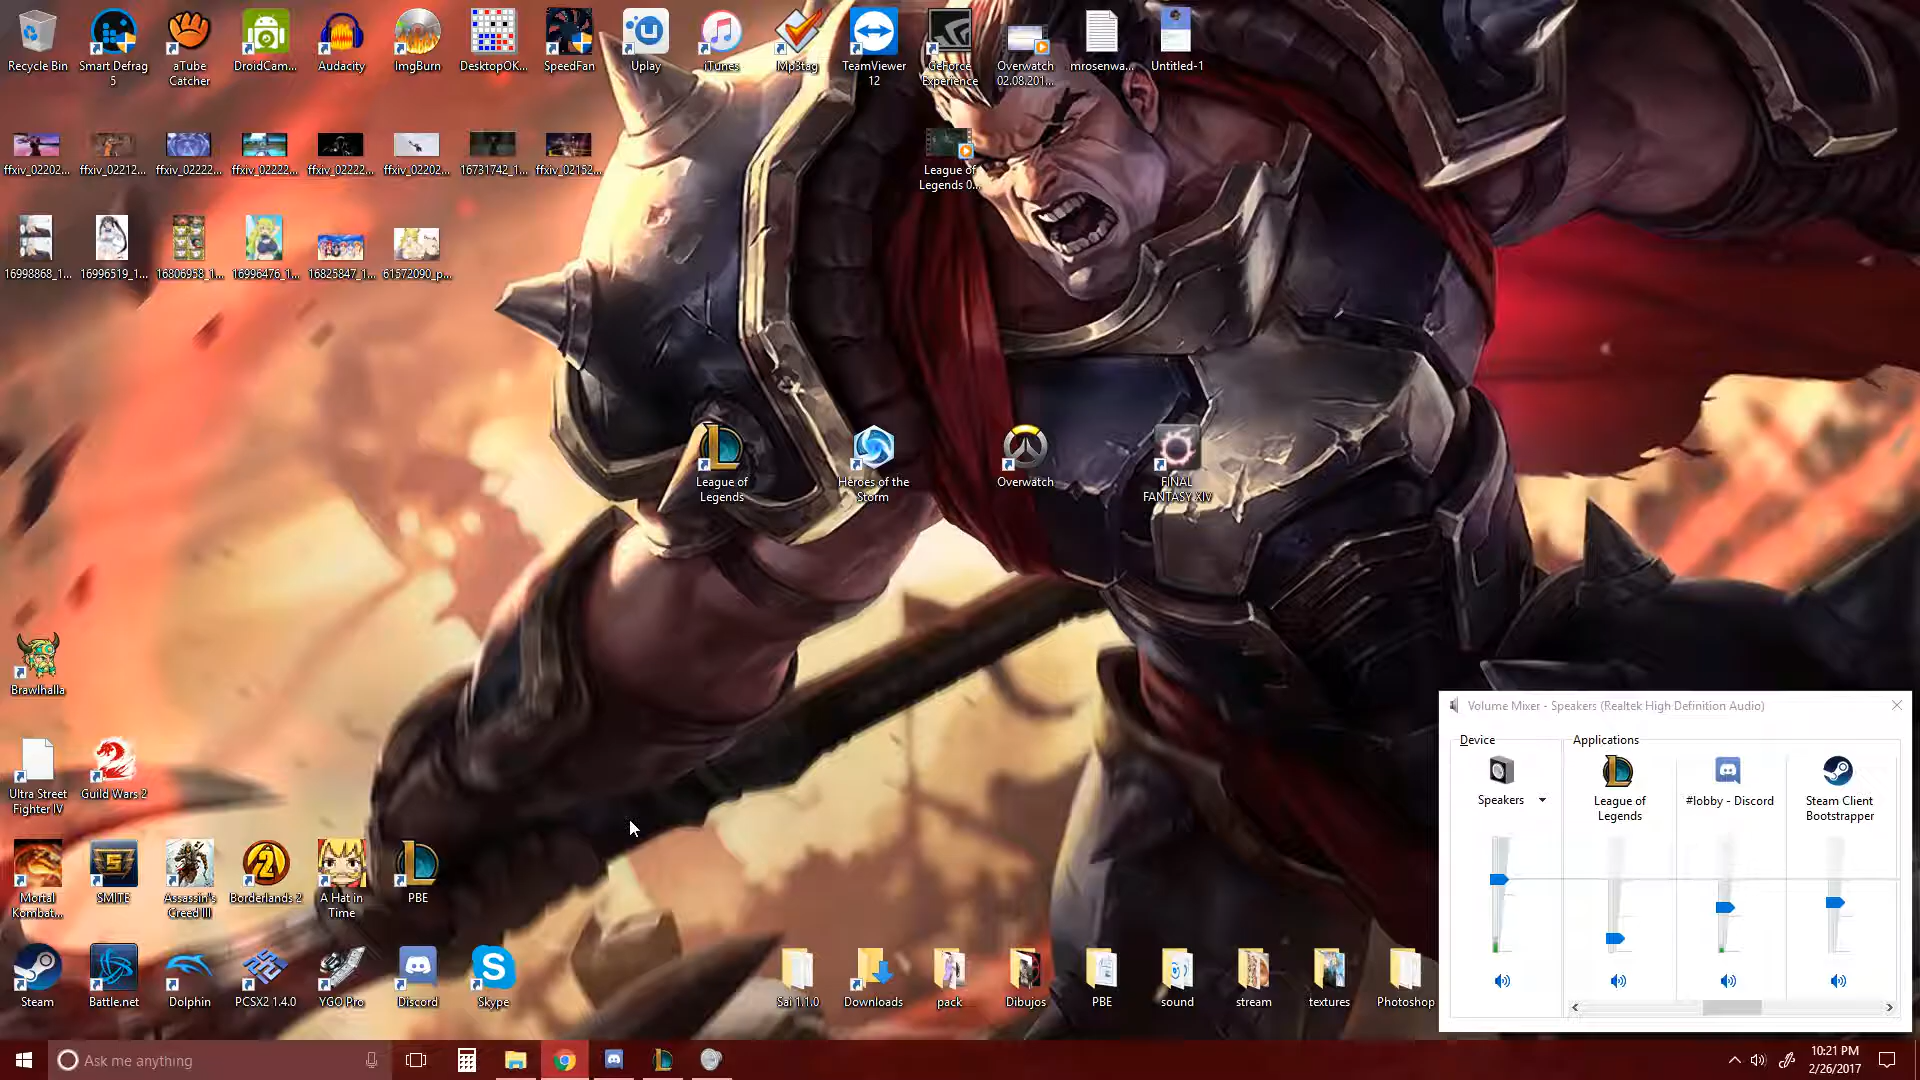 Recycle Bin
Smart Defrag
5
aTube
Catcher
DroidCam...
Audacity
ImgBurn
DesktopOK...
SpeedFan
Uplay
iTunes
Mp3tag
TeamViewer
12
GeForce
Experience
Overwatch
02.08.201...
mrosenwa...
Untitled-1
ffxiv_02202...
ffxiv_02212...
ffxiv_02222...
ffxiv_02222...
ffxiv_02222...
ffxiv_02202...
16731742_1...
ffxiv_02152...
League of
Legends 0...
16998868_1...
16996519_1...
16806958_1...
16996476_1...
16825847_1...
61572090_p...
League of
Legends
Heroes of the
Storm
Overwatch
FINAL
FANTASY XIV
Brawlhalla
Ultra Street
Fighter IV
Guild Wars 2
Mortal
Kombat...
SMITE
Assassin's
Creed III
Borderlands 2
A Hat in
Time
PBE
Steam
Battle.net
Dolphin
PCSX2 1.4.0
YGO Pro
Discord
Skype
Sai 1.1.0
Downloads
pack
Dibujos
PBE
sound
stream
textures
Photoshop
Volume Mixer - Speakers (Realtek High Definition Audio)
Device
Applications
Speakers
League of
Legends
#lobby - Discord
Steam Client
Bootstrapper
Ask me anything
10:21 PM
2/26/2017